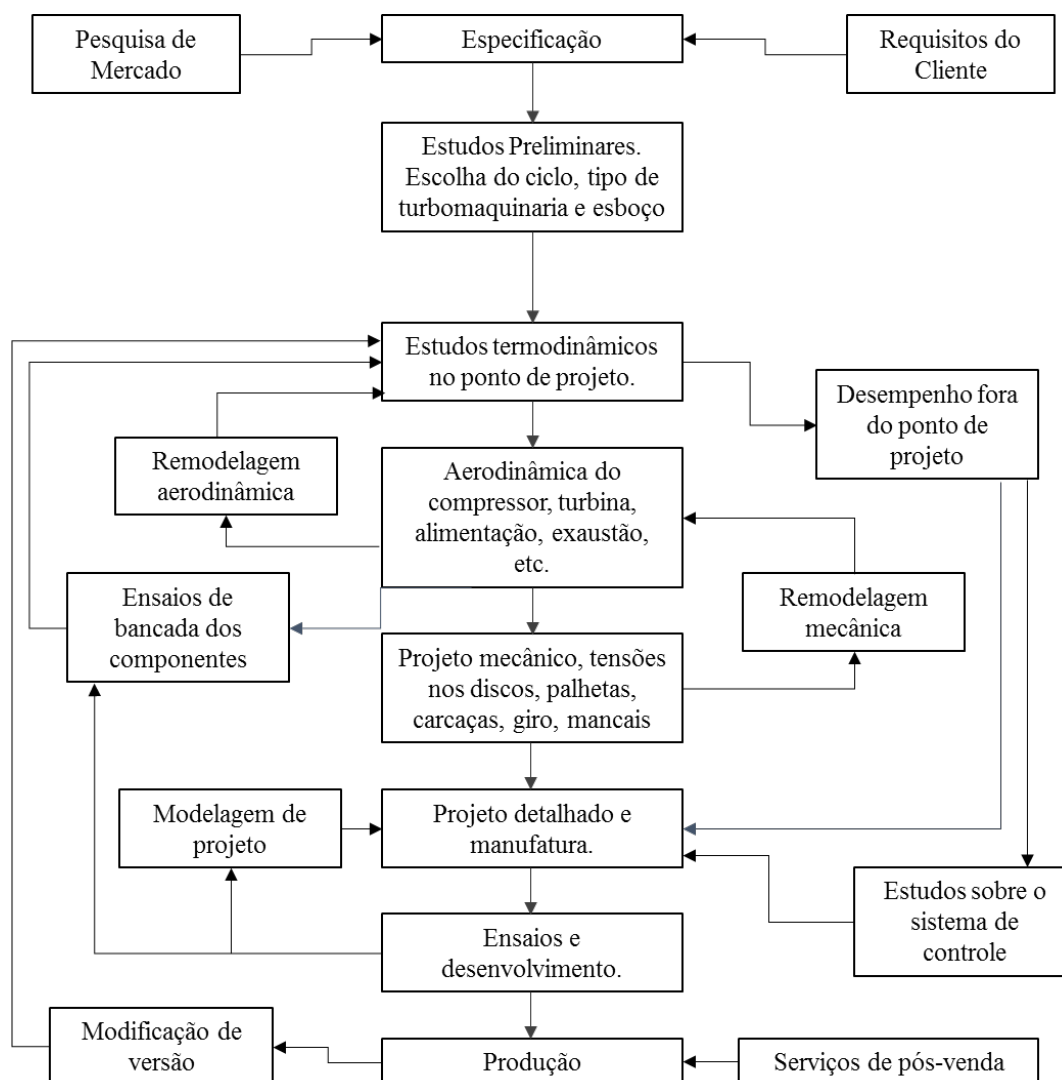 Pesquisa de
Mercado
Especificação
Requisitos do
Cliente
Estudos Preliminares.
Escolha do ciclo, tipo de
turbomaquinaria e esboço
Estudos termodinâmicos
no ponto de projeto.
Desempenho fora
do ponto de
projeto
Remodelagem
aerodinâmica
Aerodinâmica do
compressor, turbina,
alimentação, exaustão,
etc.
Ensaios de
bancada dos
componentes
Remodelagem
mecânica
Projeto mecânico, tensões
nos discos, palhetas,
carcaças, giro, mancais
Modelagem de
projeto
Projeto detalhado e
manufatura.
Estudos sobre o
sistema de
controle
Ensaios e
desenvolvimento.
Modificação de
versão
Produção
Serviços de pós-venda